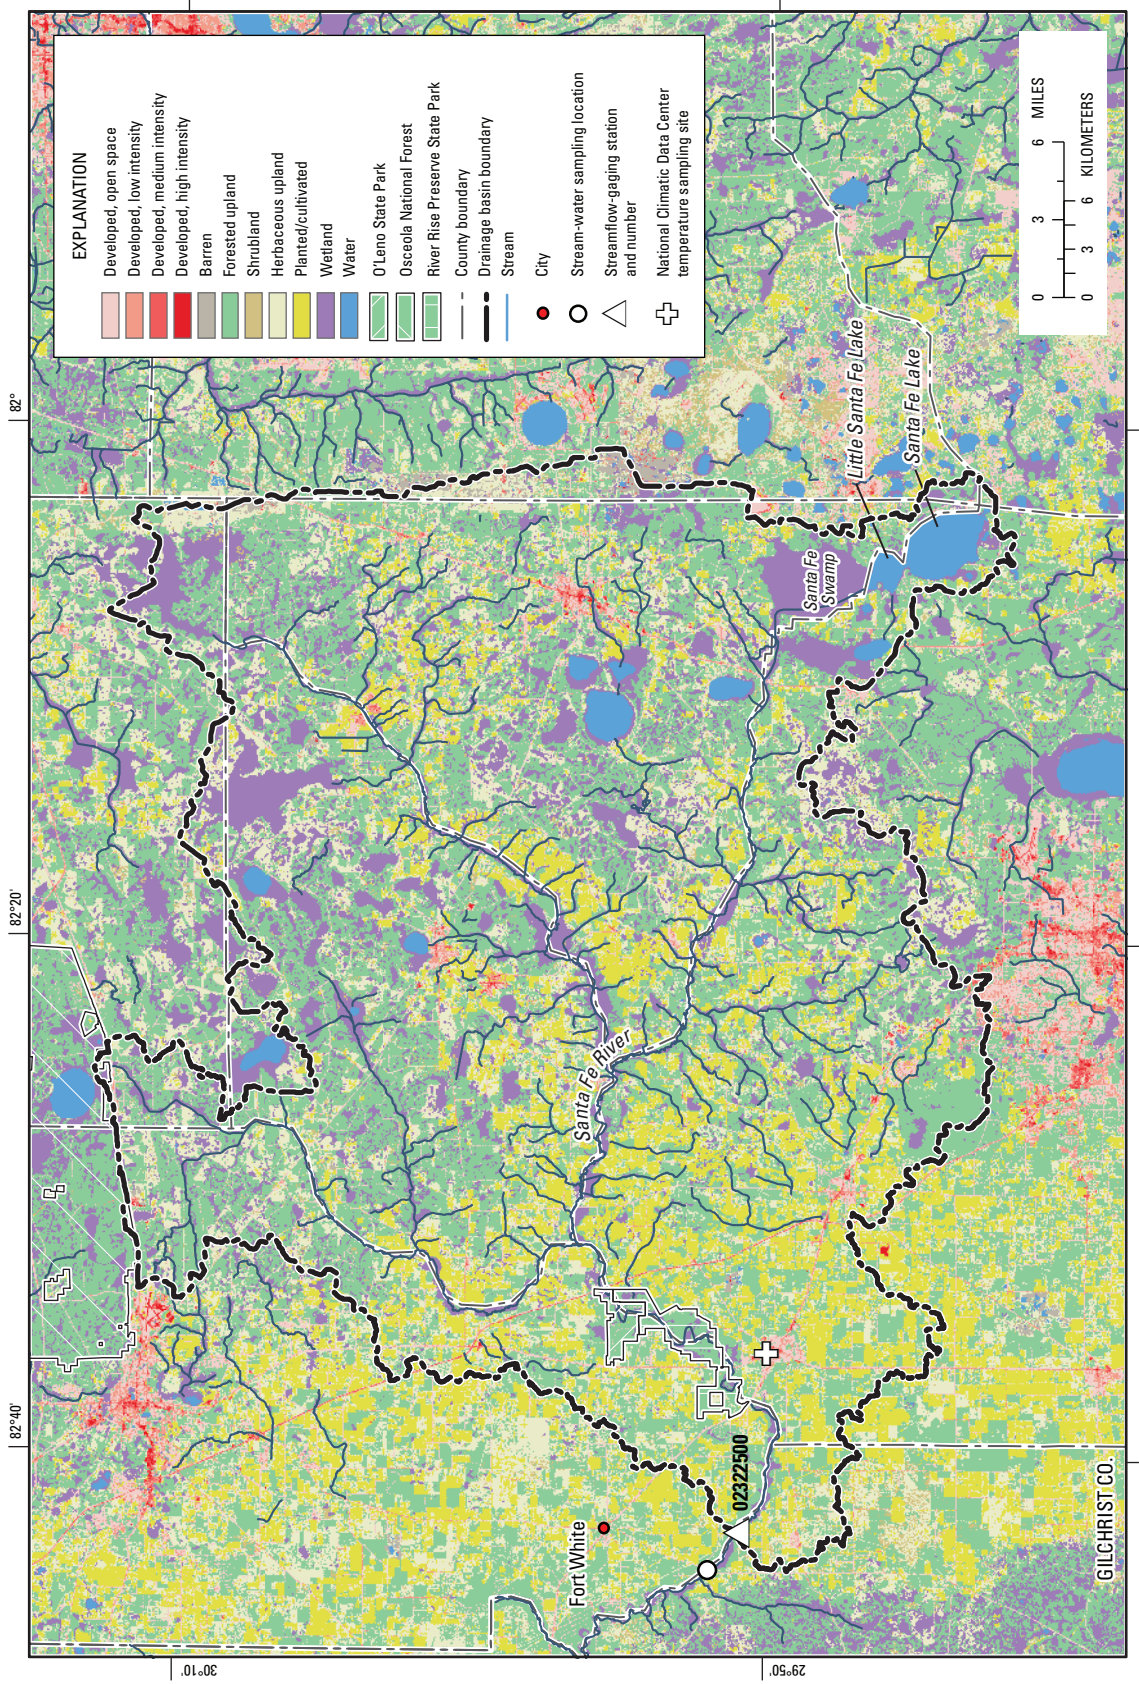 EXPLANATION
Developed, open space
Developed, low intensity
Developed, medium intensity
Developed, high intensity
Barren
Forested upland
Shrubland
Herbaceous upland
Planted/cultivated
Wetland
Water
O'Leno State Park
Osceola National Forest
River Rise Preserve State Park
County boundary
Drainage basin boundary
Stream
City
Stream-water sampling location
Streamflow-gaging station
and number
National Climatic Data Center
temperature sampling site
0 3 6 MILES
0 3 6 KILOMETERS
82°
82°20'
82°40'
30°10'
29°50'
Little Santa Fe Lake
Santa Fe Lake
Santa Fe
Swamp
Santa Fe River
Fort White
02322500
GILCHRIST CO.